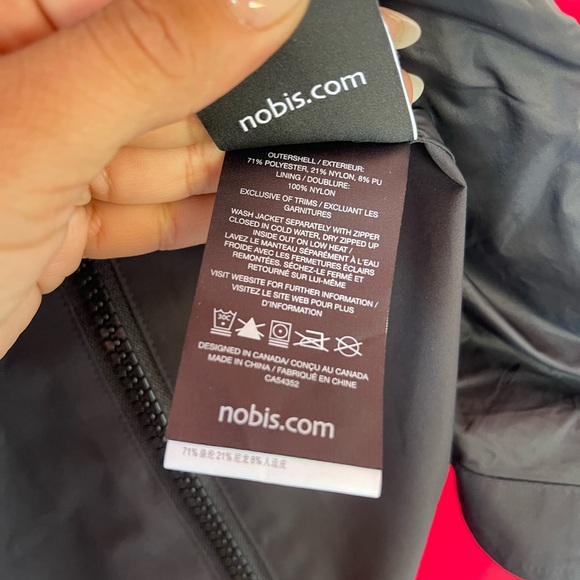 nobis.com
OUTERSHELL / EXTERIEUR:
71% POLYESTER, 21% NYLON, 8% PU
LINING / DOUBLURE:
100% NYLON
EXCLUSIVE OF TRIMS / EXCLUANT LES
GARNITURES
WASH JACKET SEPARATELY WITH ZIPPER
CLOSED IN COLD WATER, DRY ZIPPED UP
INSIDE OUT ON LOW HEAT /
LAVEZ LE MANTEAU SÉPARÉMENT À L'EAU
FROIDE AVEC LES FERMETURES ÉCLAIRS
REMONTÉES. SÉCHEZ-LE FERMÉ ET
RETOURNÉ SUR LUI-MÊME
VISIT WEBSITE FOR FURTHER INFORMATION /
VISITEZ LE SITE WEB POUR PLUS
D'INFORMATION
30C
DESIGNED IN CANADA/ CONÇU AU CANADA
MADE IN CHINA / FABRIQUÉ EN CHINE
CA54352
nobis.com
71% 21% 8%